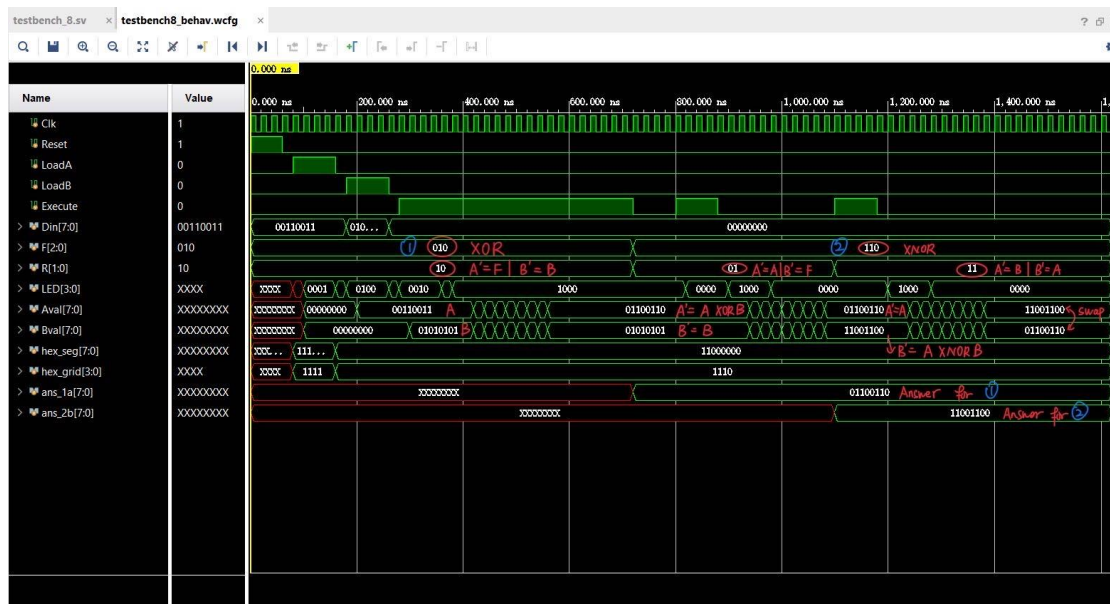 testbench_8.sv × testbench8_behav.wcfg ×
0.000 ns
Name Value 0.000 ns 200.000 ns 400.000 ns 600.000 ns 800.000 ns 1,000.000 ns 1,200.000 ns 1,400.000 ns 1,
Clk 1
Reset 1
LoadA 0
LoadB 0
Execute 0
Din[7:0] 00110011 00110011 010... 00000000
F[2:0] 010 ① 010 XOR ② 110 XNOR
R[1:0] 10 10 A'=F | B'=B 01 A'=A|B'=F 11 A'=B | B'=A
LED[3:0] XXXX XXXX 0001 0100 0010 1000 0000 1000 0000 1000 0000
Aval[7:0] XXXXXXXX XXXXXXXX 00000000 00110011 A 01100110 A'= A XORB 01100110 A'=A 11001100 swap
Bval[7:0] XXXXXXXX XXXXXXXX 00000000 01010101 B 01010101 B'= B 11001100 01100110
hex_seg[7:0] XXXXXXXX XXX... 111... 11000000 B'= A XNOR B
hex_grid[3:0] XXXX XXXX 1111 1110
ans_1a[7:0] XXXXXXXX XXXXXXXX 01100110 Answer for ①
ans_2b[7:0] XXXXXXXX XXXXXXXX 11001100 Answer for ②